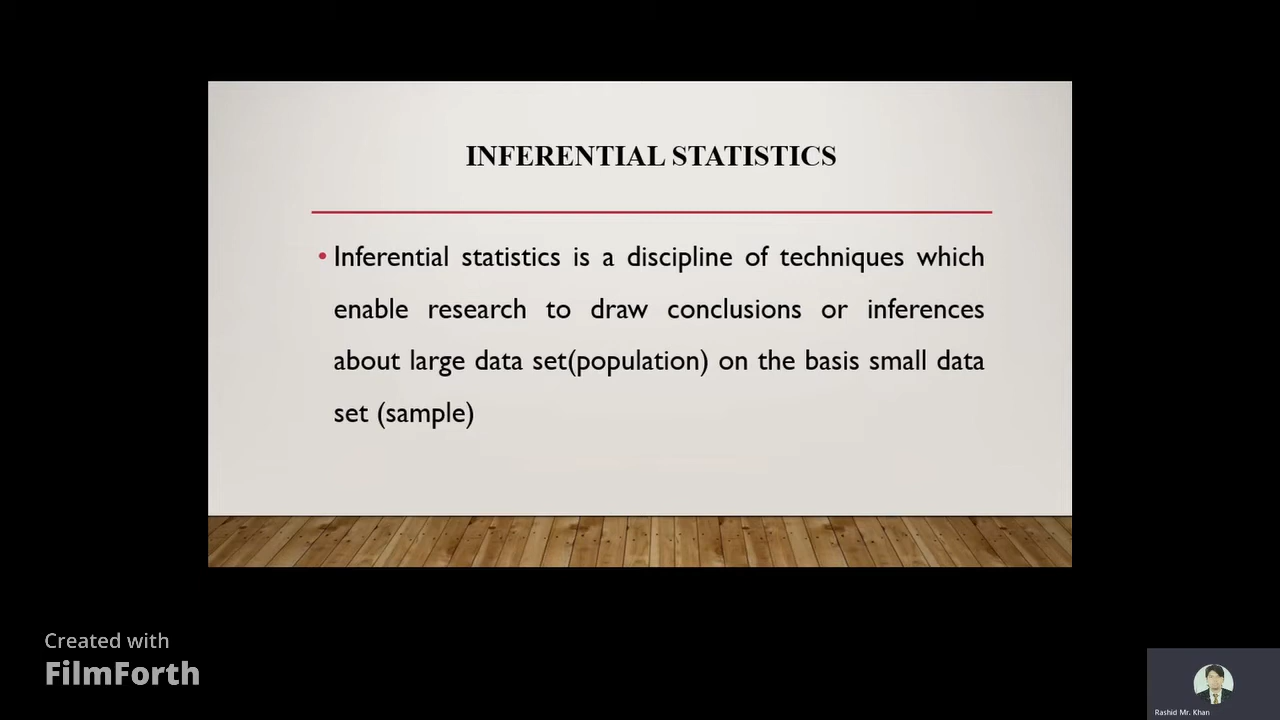 INFERENTIAL STATISTICS
• Inferential statistics is a discipline of techniques which
enable research to draw conclusions or inferences
about large data set(population) on the basis small data
set (sample)
Created with
FilmForth
Rashid Mr. Khan